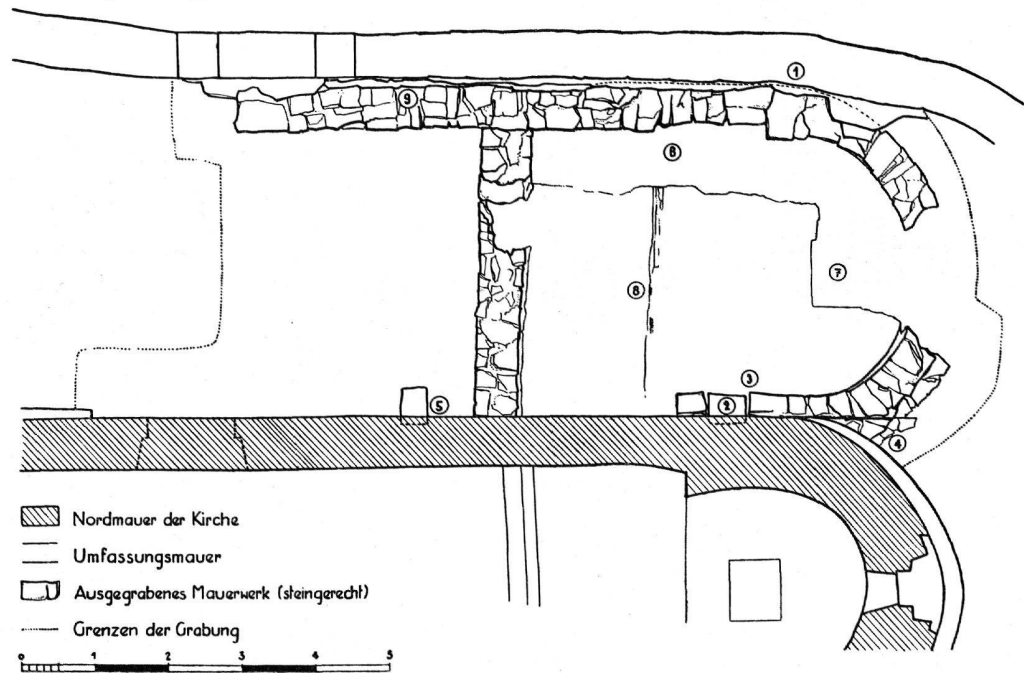 1
9
6
7
8
3
2
5
4
Nordmauer der Kirche
Umfassungsmauer
Ausgegrabenes Mauerwerk (steingerecht)
Grenzen der Grabung
0 1 2 3 4 5